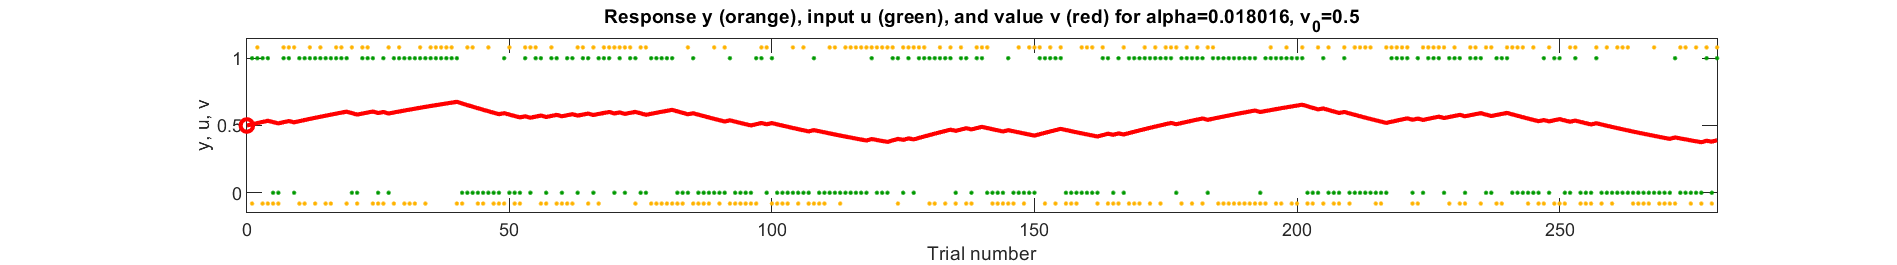 Response y (orange), input u (green), and value v (red) for alpha=0.018016, v0=0.5
y, u, v
1
0.5
0
0 50 100 150 200 250
Trial number